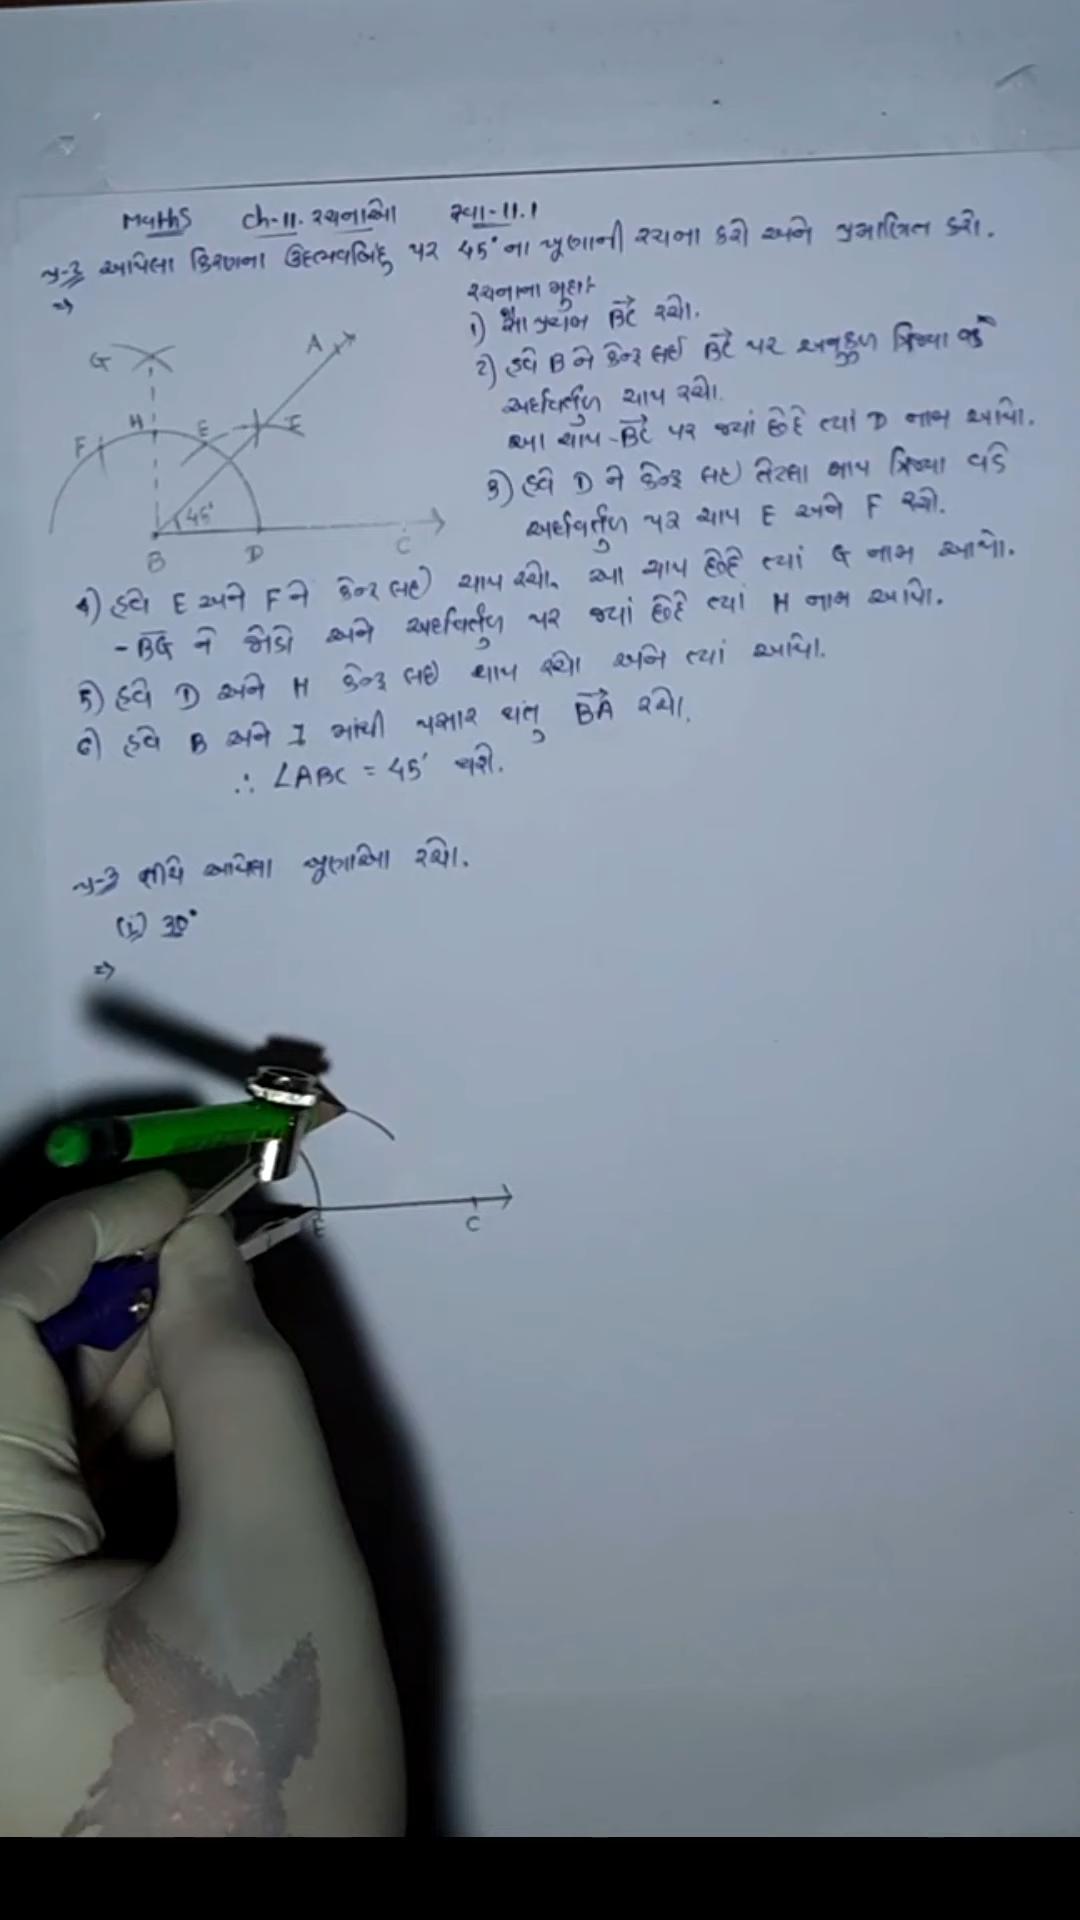 Maths ch-11. રચનાઓ સ્વા-11.1
પ્ર-2 આપેલા કિરણના ઉદ્ભવબિંદુ પર 45° ના ખૂણાની રચના કરો અને પ્રમાણિત કરો.
⇒
રચનાના મુદ્દા:-
1) સૌ પ્રથમ BC રચો.
2) હવે B ને કેન્દ્ર લઈ BC પર અનુકુળ ત્રિજ્યા વડે
અર્ધવર્તુળ ચાપ રચો.
આ ચાપ - BC પર જ્યાં છેદે ત્યાં D નામ આપો.
3) હવે D ને કેન્દ્ર લઈ તેટલા માપ ત્રિજ્યા વડે
અર્ધવર્તુળ પર ચાપ E અને F રચો.
G A
F H E I
45°
B D C
4) હવે E અને F ને કેન્દ્ર લઈ ચાપ રચો. આ ચાપ છેદે ત્યાં G નામ આપો.
- BG ને જોડો અને અર્ધવર્તુળ પર જ્યાં છેદે ત્યાં H નામ આપો.
5) હવે D અને H કેન્દ્ર લઈ ચાપ રચો અને ત્યાં આપો.
6) હવે B અને I માંથી પસાર થતુ BA રચો.
∴ ∠ABC = 45° થશે.
પ્ર-3 નીચે આપેલા ખૂણાઓ રચો.
(i) 30°
⇒
E C